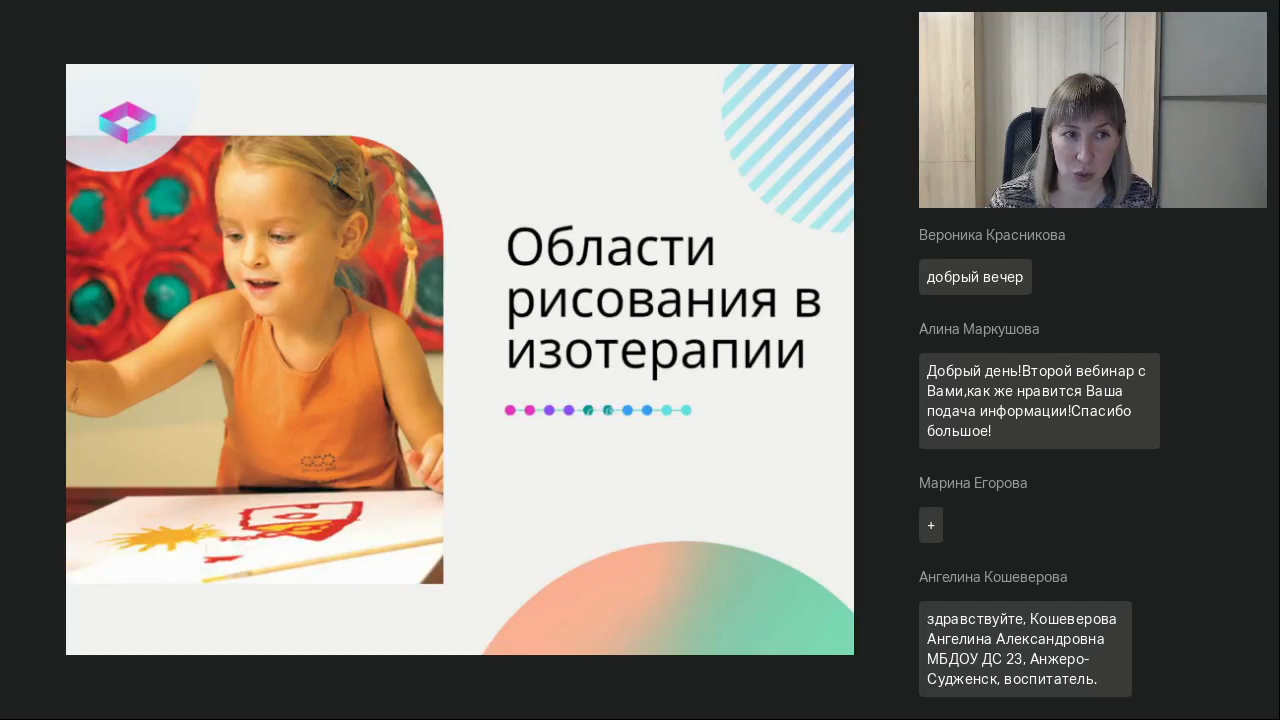 Области
рисования в
изотерапии
Вероника Красникова
добрый вечер
Алина Маркушова
Добрый день!Второй вебинар с
Вами,как же нравится Ваша
подача информации!Спасибо
большое!
Марина Егорова
+
Ангелина Кошеверова
здравствуйте, Кошеверова
Ангелина Александровна
МБДОУ ДС 23, Анжеро-
Судженск, воспитатель.